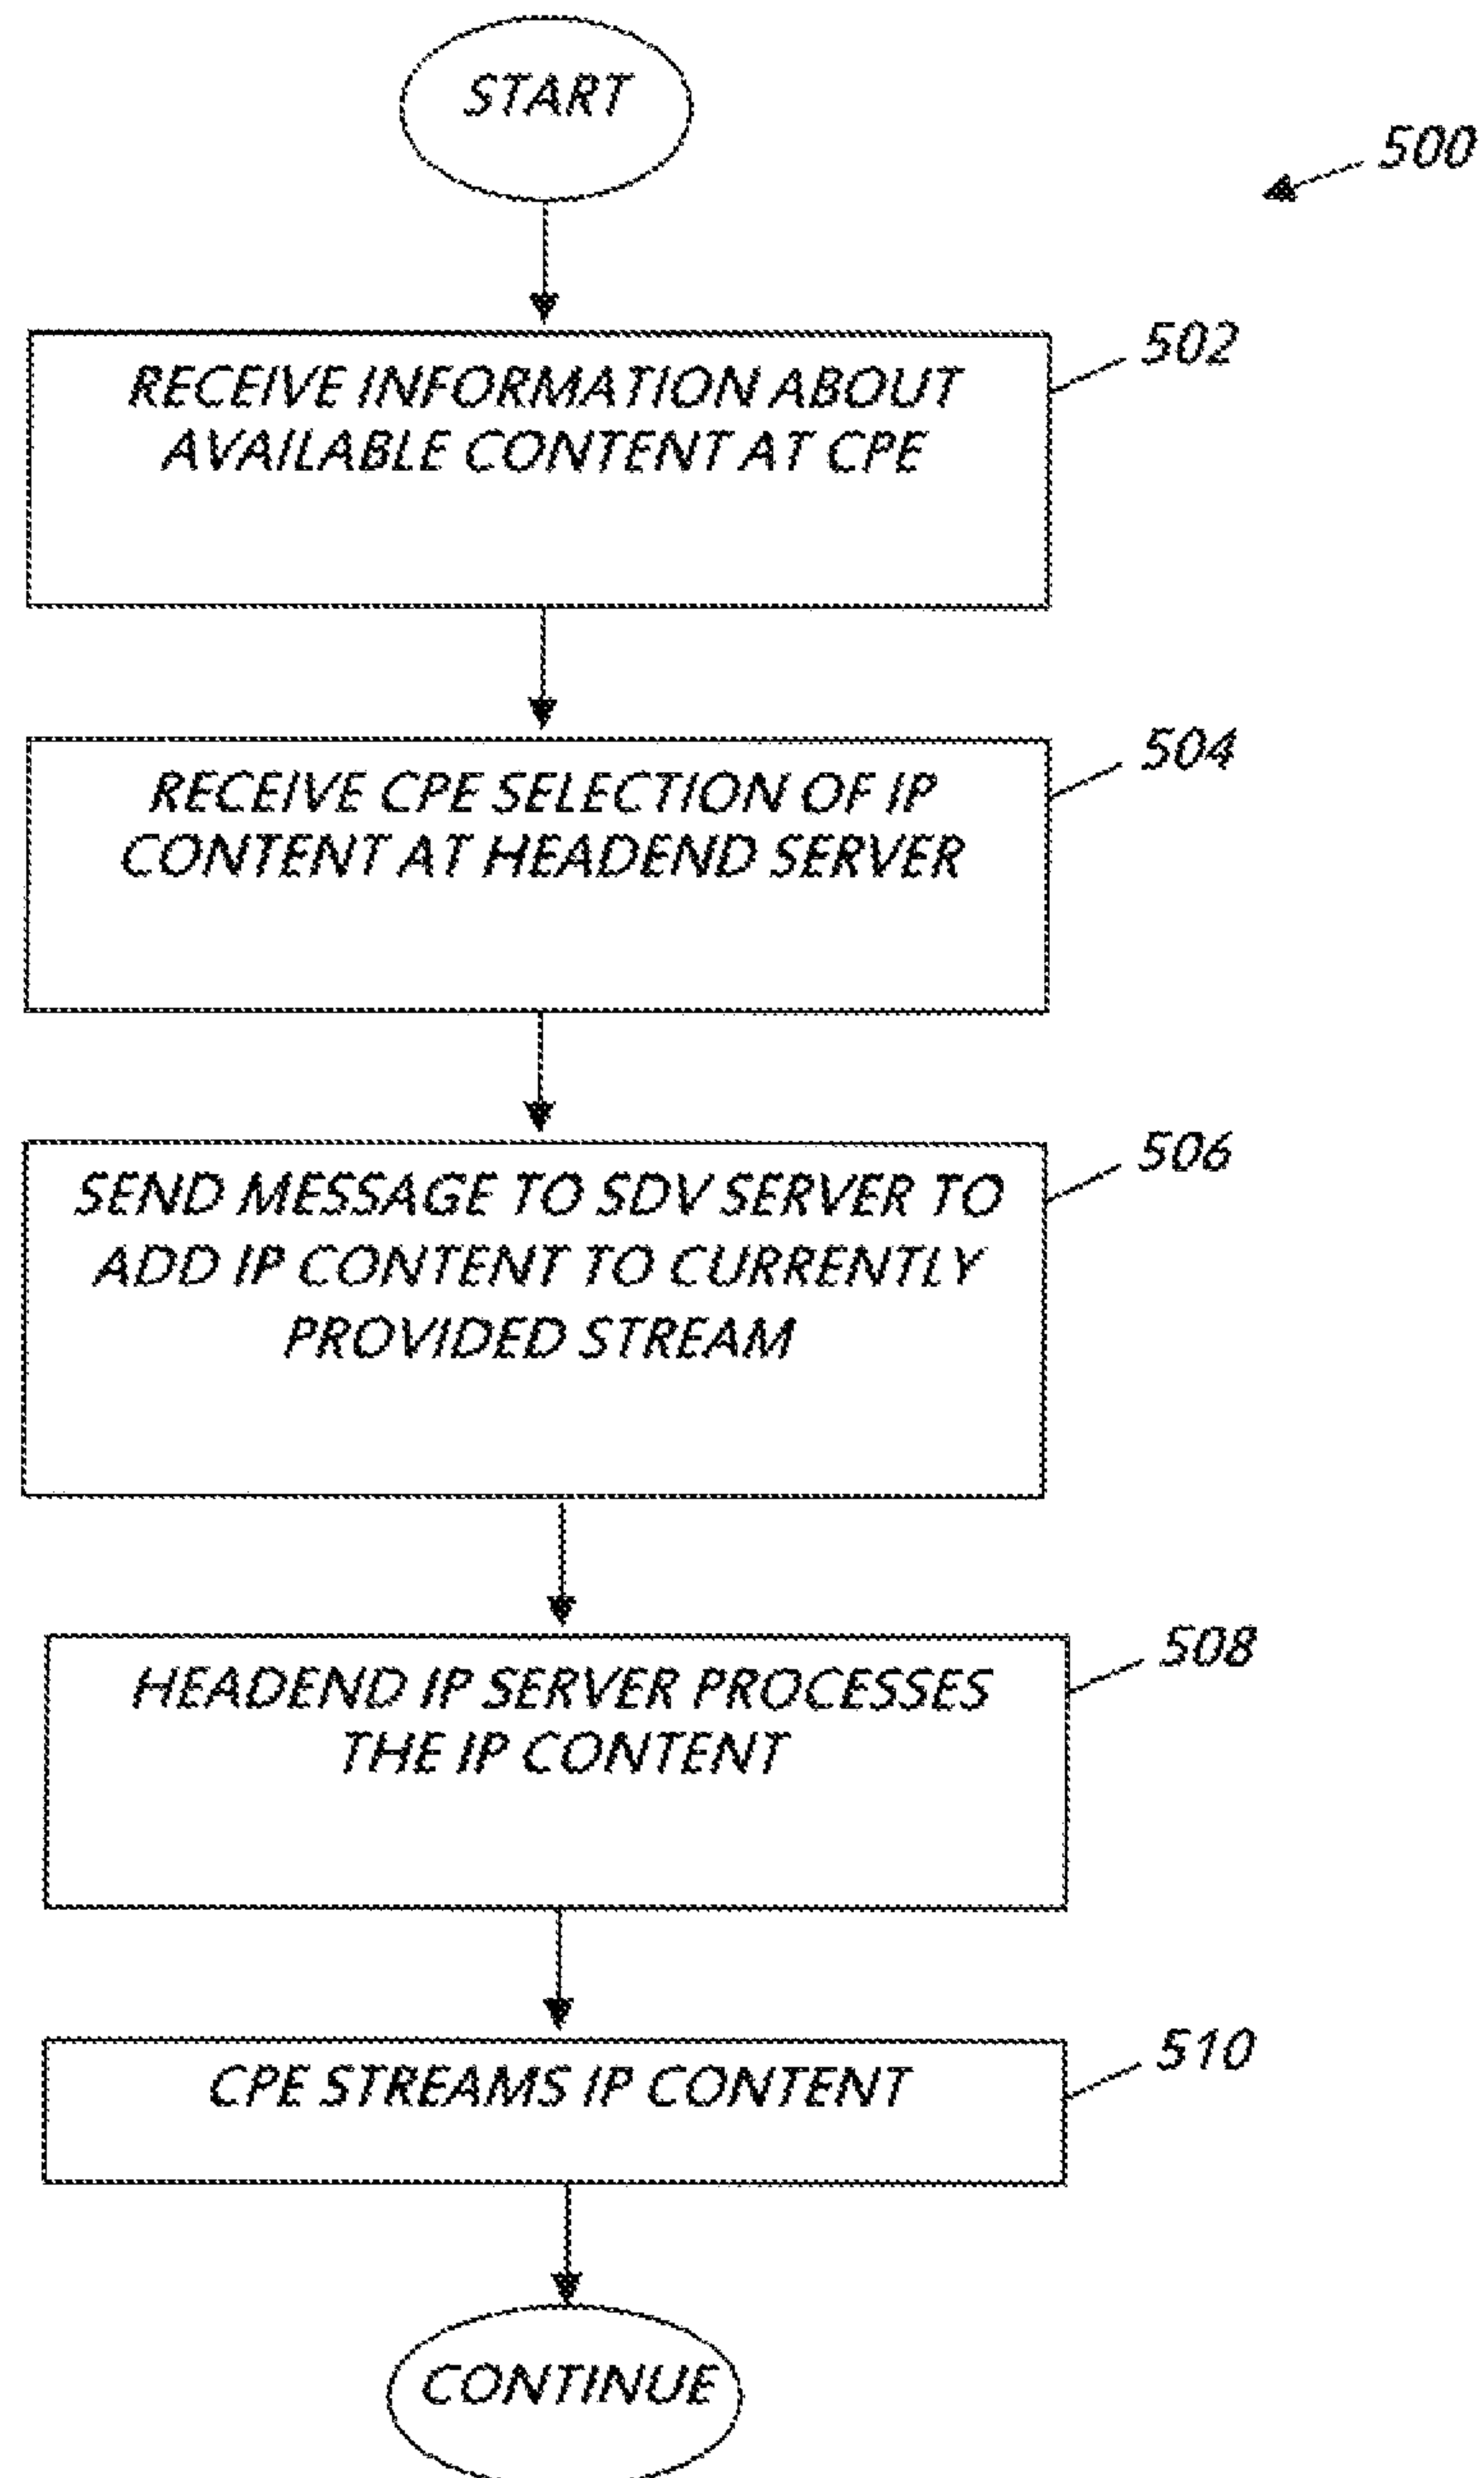 START
500
RECEIVE INFORMATION ABOUT
AVAILABLE CONTENT AT CPE
502
RECEIVE CPE SELECTION OF IP
CONTENT AT HEADEND SERVER
504
SEND MESSAGE TO SDV SERVER TO
ADD IP CONTENT TO CURRENTLY
PROVIDED STREAM
506
HEADEND IP SERVER PROCESSES
THE IP CONTENT
508
CPE STREAMS IP CONTENT
510
CONTINUE